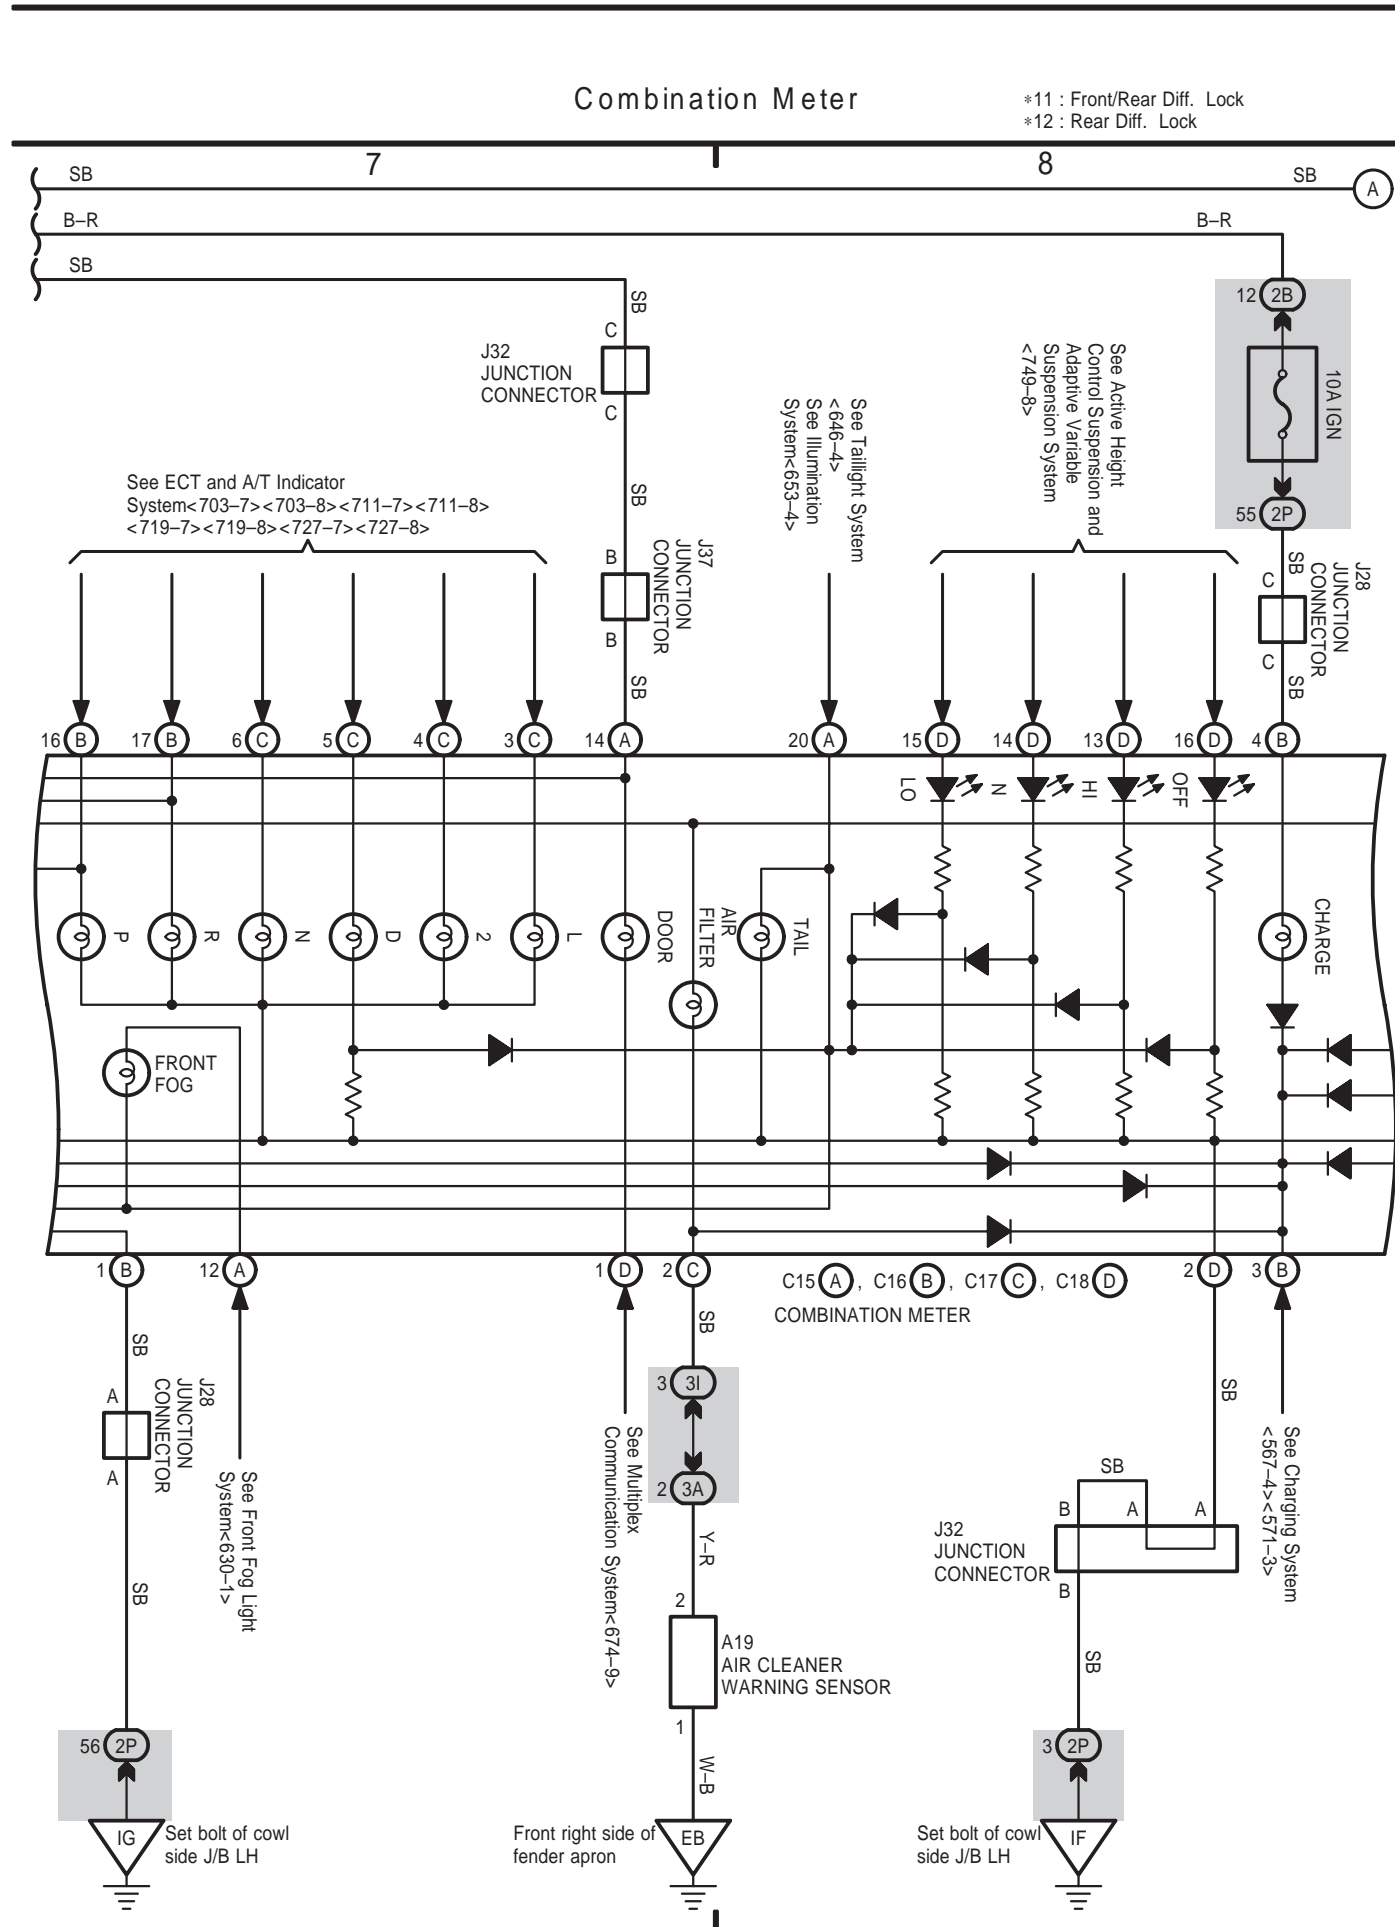 Combination Meter
*11 : Front/Rear Diff. Lock
*12 : Rear Diff. Lock
7
8
SB
SB
A
B–R
B–R
SB
SB
C
J32
JUNCTION
CONNECTOR
C
12 2B
10A IGN
55 2P
See ECT and A/T Indicator
System<703–7><703–8><711–7><711–8>
<719–7><719–8><727–7><727–8>
SB
B
J37
JUNCTION
CONNECTOR
B
SB
See Taillight System
<646–4>
See Illumination
System<653–4>
See Active Height
Control Suspension and
Adaptive Variable
Suspension System
<749–8>
SB
C
J28
JUNCTION
CONNECTOR
C
SB
16 B
17 B
6 C
5 C
4 C
3 C
14 A
20 A
15 D
14 D
13 D
16 D
4 B
LO
N
HI
OFF
P
R
N
D
2
L
DOOR
AIR
FILTER
TAIL
CHARGE
FRONT
FOG
1 B
12 A
1 D
2 C
C15 A , C16 B , C17 C , C18 D
COMBINATION METER
2 D
3 B
SB
A
J28
JUNCTION
CONNECTOR
A
SB
See Front Fog Light
System<630–1>
See Multiplex
Communication System<674–9>
SB
3 3I
2 3A
Y–R
2
A19
AIR CLEANER
WARNING SENSOR
1
W–B
SB
See Charging System
<567–4><571–3>
SB
B
A
A
J32
JUNCTION
CONNECTOR
B
SB
56 2P
3 2P
IG
Set bolt of cowl
side J/B LH
Front right side of
fender apron
EB
Set bolt of cowl
side J/B LH
IF